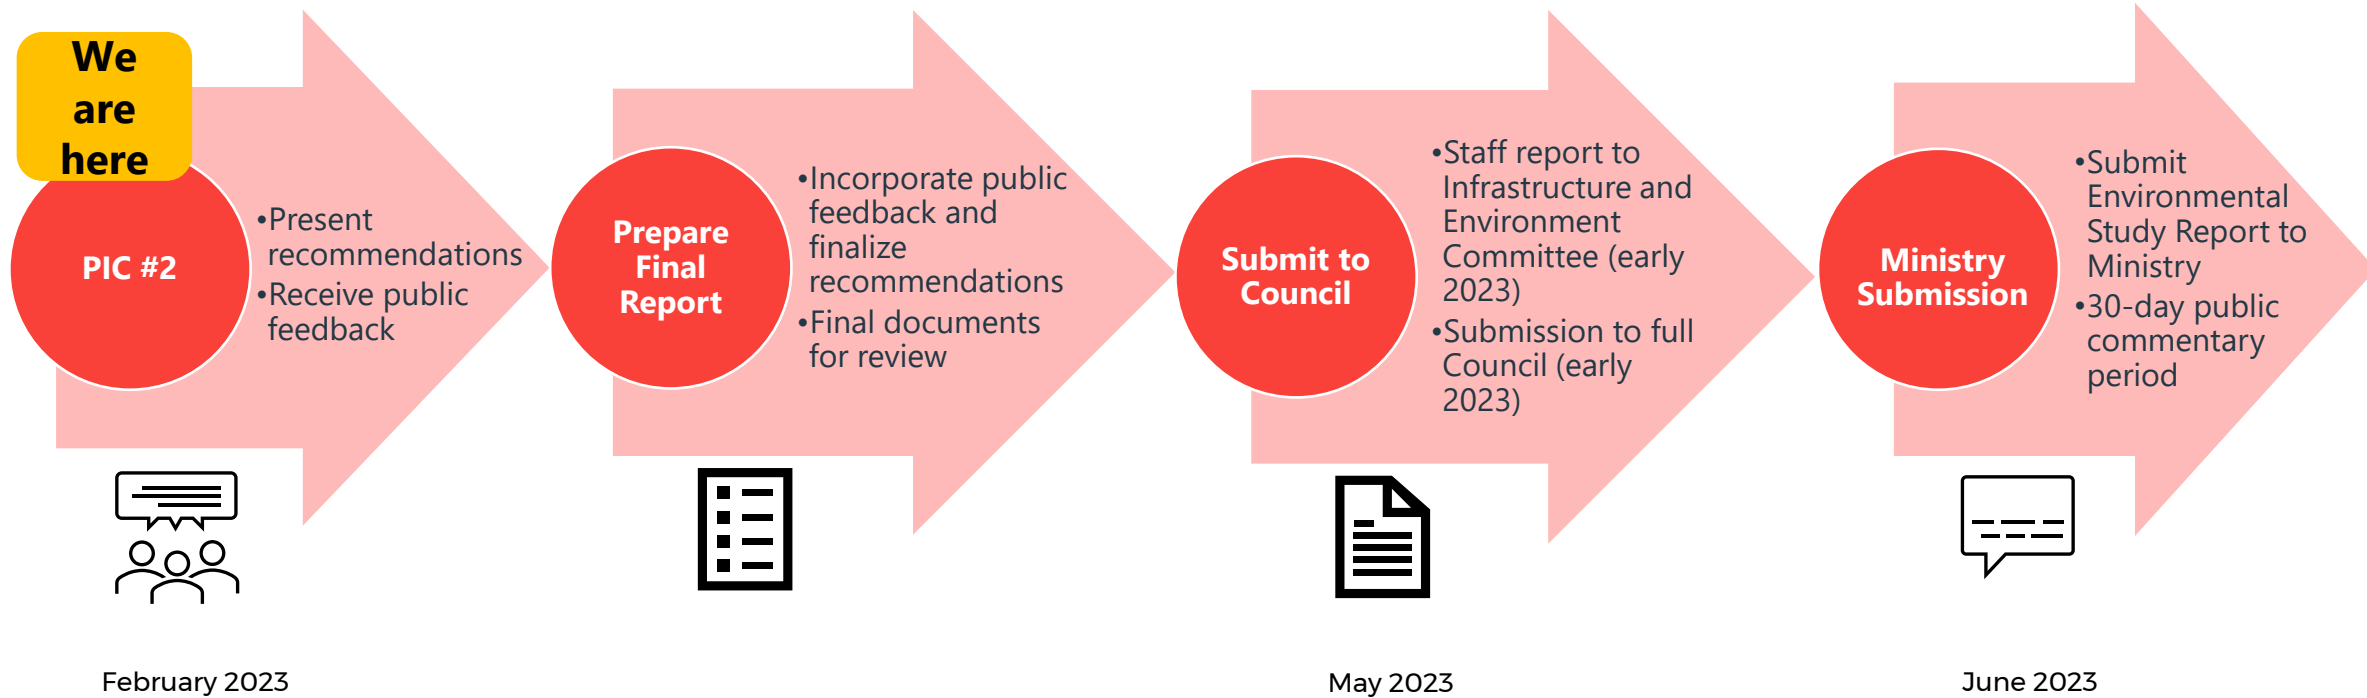 We
are
here
PIC #2
•Present
recommendations
•Receive public
feedback
February 2023
Prepare
Final
Report
•Incorporate public
feedback and
finalize
recommendations
•Final documents
for review
Submit to
Council
•Staff report to
Infrastructure and
Environment
Committee (early
2023)
•Submission to full
Council (early
2023)
May 2023
Ministry
Submission
•Submit
Environmental
Study Report to
Ministry
•30-day public
commentary
period
June 2023